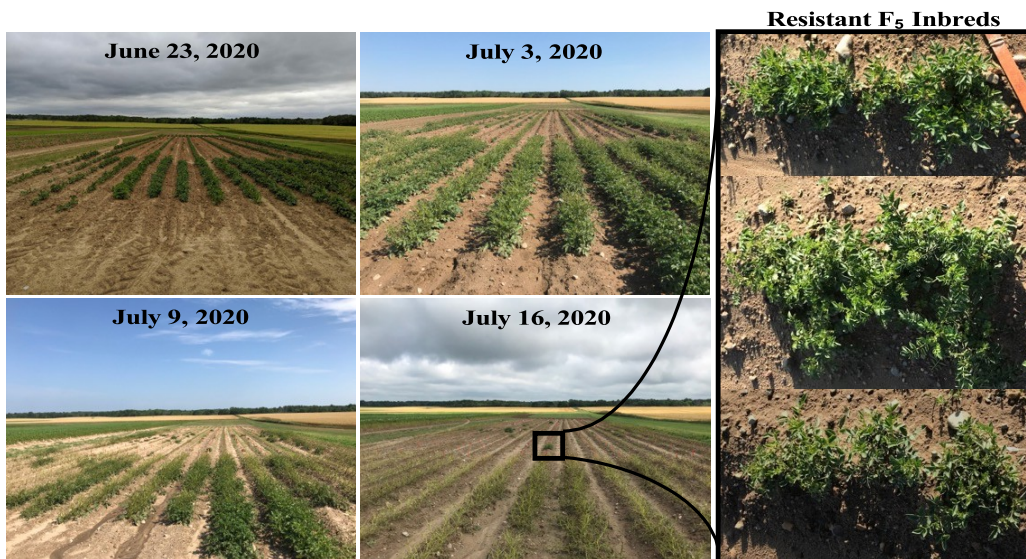 Resistant F₅ Inbreds
June 23, 2020
July 3, 2020
July 9, 2020
July 16, 2020